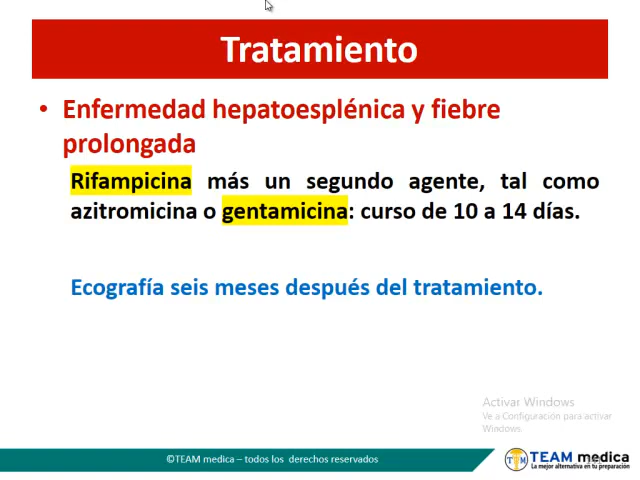 Tratamiento
• Enfermedad hepatoesplénica y fiebre
prolongada
Rifampicina más un segundo agente, tal como
azitromicina o gentamicina: curso de 10 a 14 días.
Ecografía seis meses después del tratamiento.
Activar Windows
Ve a Configuración para activar
Windows.
©TEAM medica – todos los derechos reservados
TEAM medica
La mejor alternativa en tu preparación